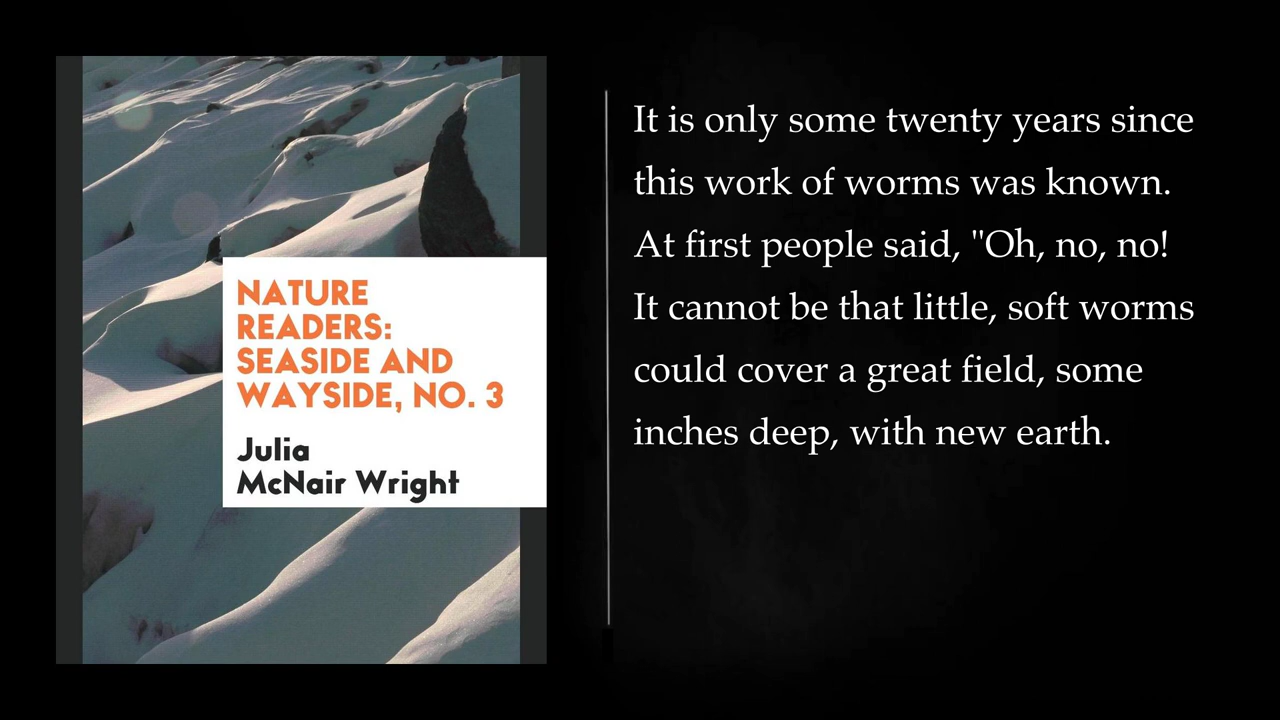 NATURE
READERS:
SEASIDE AND
WAYSIDE, NO. 3
Julia
McNair Wright
It is only some twenty years since
this work of worms was known.
At first people said, "Oh, no, no!
It cannot be that little, soft worms
could cover a great field, some
inches deep, with new earth.